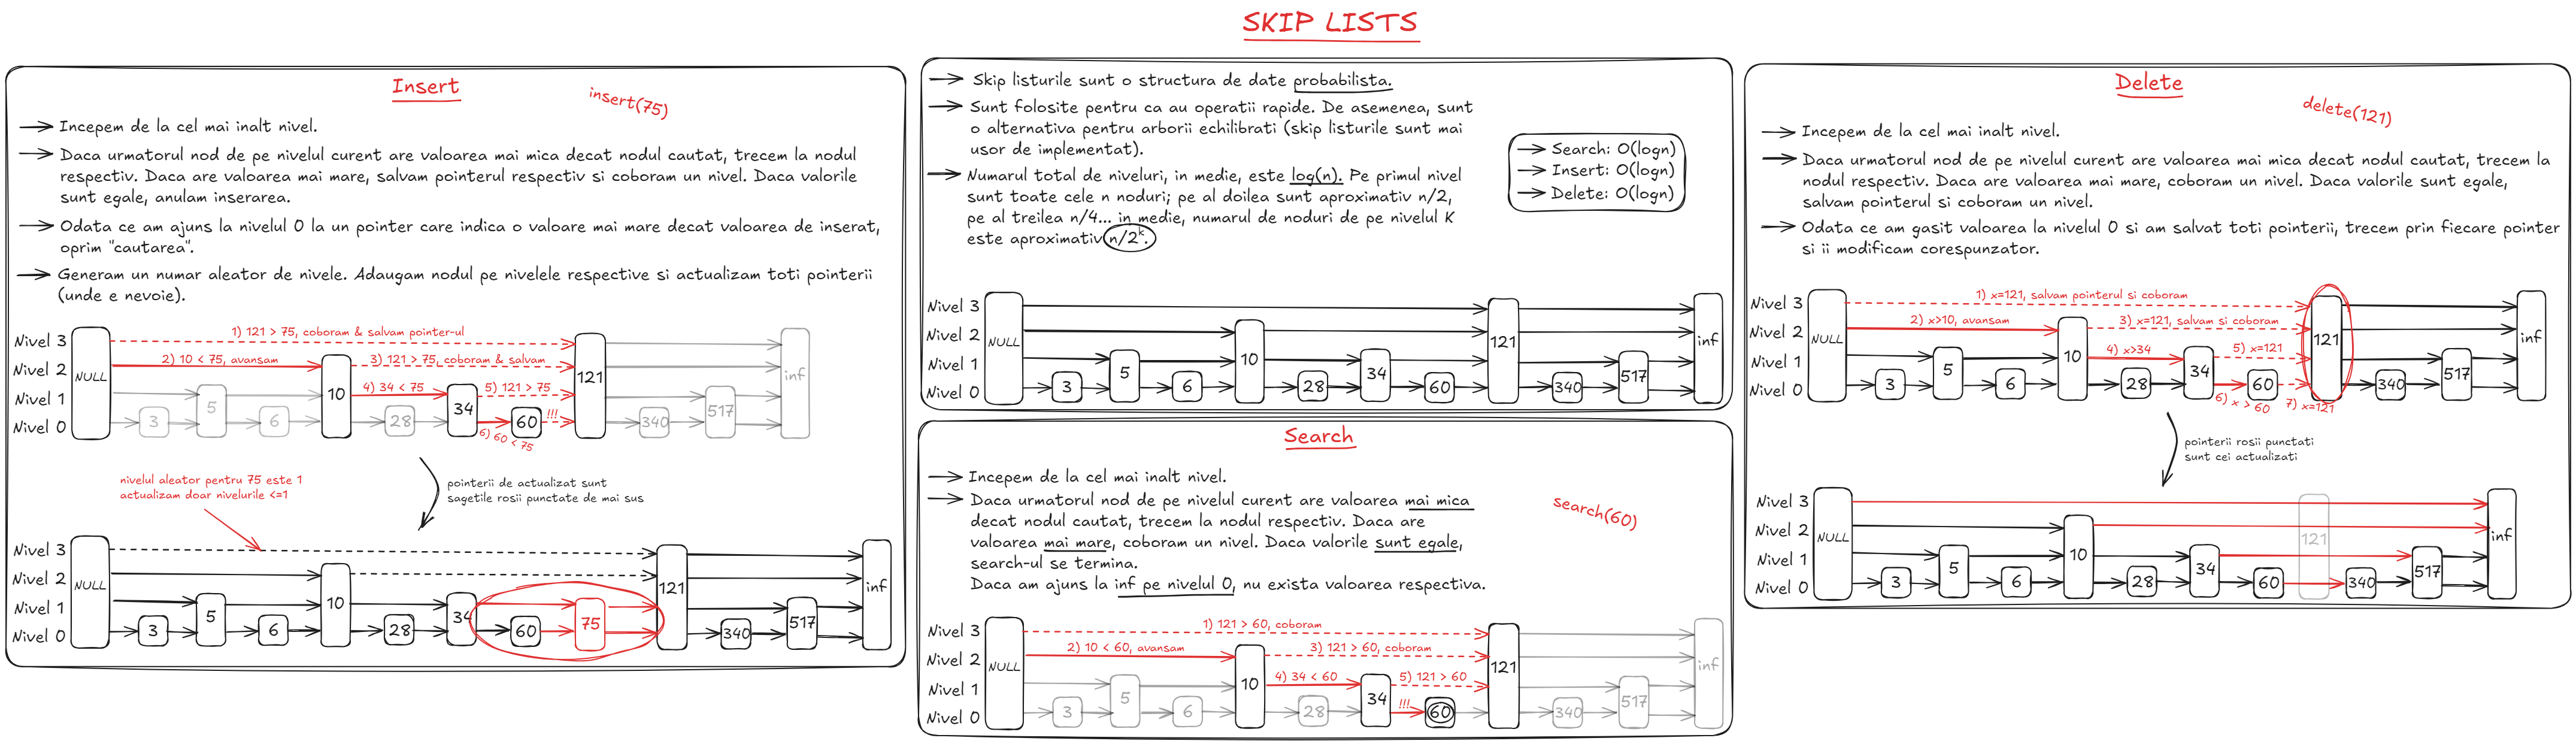 SKIP LISTS
Insert
insert(75)
Incepem de la cel mai inalt nivel.
Daca urmatorul nod de pe nivelul curent are valoarea mai mica decat nodul cautat, trecem la nodul
respectiv. Daca are valoarea mai mare, salvam pointerul respectiv si coboram un nivel. Daca valorile
sunt egale, anulam inserarea.
Odata ce am ajuns la nivelul 0 la un pointer care indica o valoare mai mare decat valoarea de inserat,
oprim "cautarea".
Generam un numar aleator de nivele. Adaugam nodul pe nivelele respective si actualizam toti pointerii
(unde e nevoie).
1) 121 > 75, coboram & salvam pointer-ul
Nivel 3
2) 10 < 75, avansam
3) 121 > 75, coboram & salvam
Nivel 2
NULL
121
inf
4) 34 < 75
5) 121 > 75
Nivel 1
5
10
34
517
!!!
Nivel 0
3
6
28
60
340
6) 60 < 75
nivelul aleator pentru 75 este 1
actualizam doar nivelurile <=1
pointerii de actualizat sunt
sagetile rosii punctate de mai sus
Nivel 3
Nivel 2
NULL
121
inf
Nivel 1
5
10
34
75
517
Nivel 0
3
6
28
60
340
Skip listurile sunt o structura de date probabilista.
Sunt folosite pentru ca au operatii rapide. De asemenea, sunt
o alternativa pentru arborii echilibrati (skip listurile sunt mai
usor de implementat).
Numarul total de niveluri, in medie, este log(n). Pe primul nivel
sunt toate cele n noduri; pe al doilea sunt aproximativ n/2,
pe al treilea n/4... in medie, numarul de noduri de pe nivelul K
este aproximativ n/2ᵏ.
Search: O(logn)
Insert: O(logn)
Delete: O(logn)
Nivel 3
Nivel 2
NULL
121
inf
Nivel 1
5
10
34
517
Nivel 0
3
6
28
60
340
Search
search(60)
Incepem de la cel mai inalt nivel.
Daca urmatorul nod de pe nivelul curent are valoarea mai mica
decat nodul cautat, trecem la nodul respectiv. Daca are
valoarea mai mare, coboram un nivel. Daca valorile sunt egale,
search-ul se termina.
Daca am ajuns la inf pe nivelul 0, nu exista valoarea respectiva.
1) 121 > 60, coboram
Nivel 3
2) 10 < 60, avansam
3) 121 > 60, coboram
Nivel 2
NULL
121
inf
4) 34 < 60
5) 121 > 60
Nivel 1
5
10
34
517
!!!
Nivel 0
3
6
28
60
340
Delete
delete(121)
Incepem de la cel mai inalt nivel.
Daca urmatorul nod de pe nivelul curent are valoarea mai mica decat nodul cautat, trecem la
nodul respectiv. Daca are valoarea mai mare, coboram un nivel. Daca valorile sunt egale,
salvam pointerul si coboram un nivel.
Odata ce am gasit valoarea la nivelul 0 si am salvat toti pointerii, trecem prin fiecare pointer
si ii modificam corespunzator.
1) x=121, salvam pointerul si coboram
Nivel 3
2) x>10, avansam
3) x=121, salvam si coboram
Nivel 2
NULL
121
inf
4) x>34
5) x=121
Nivel 1
5
10
34
517
Nivel 0
3
6
28
60
340
6) x > 60
7) x=121
pointerii rosii punctati
sunt cei actualizati
Nivel 3
Nivel 2
NULL
121
inf
Nivel 1
5
10
34
517
Nivel 0
3
6
28
60
340